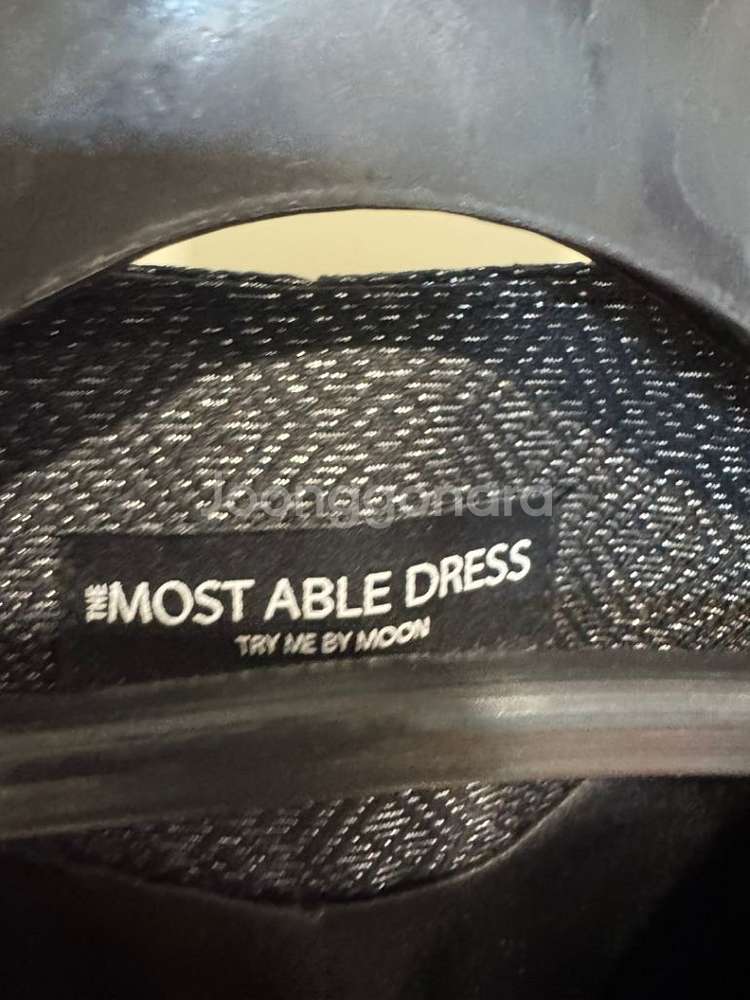 Joonggonara
THE MOST ABLE DRESS
TRY ME BY MOON